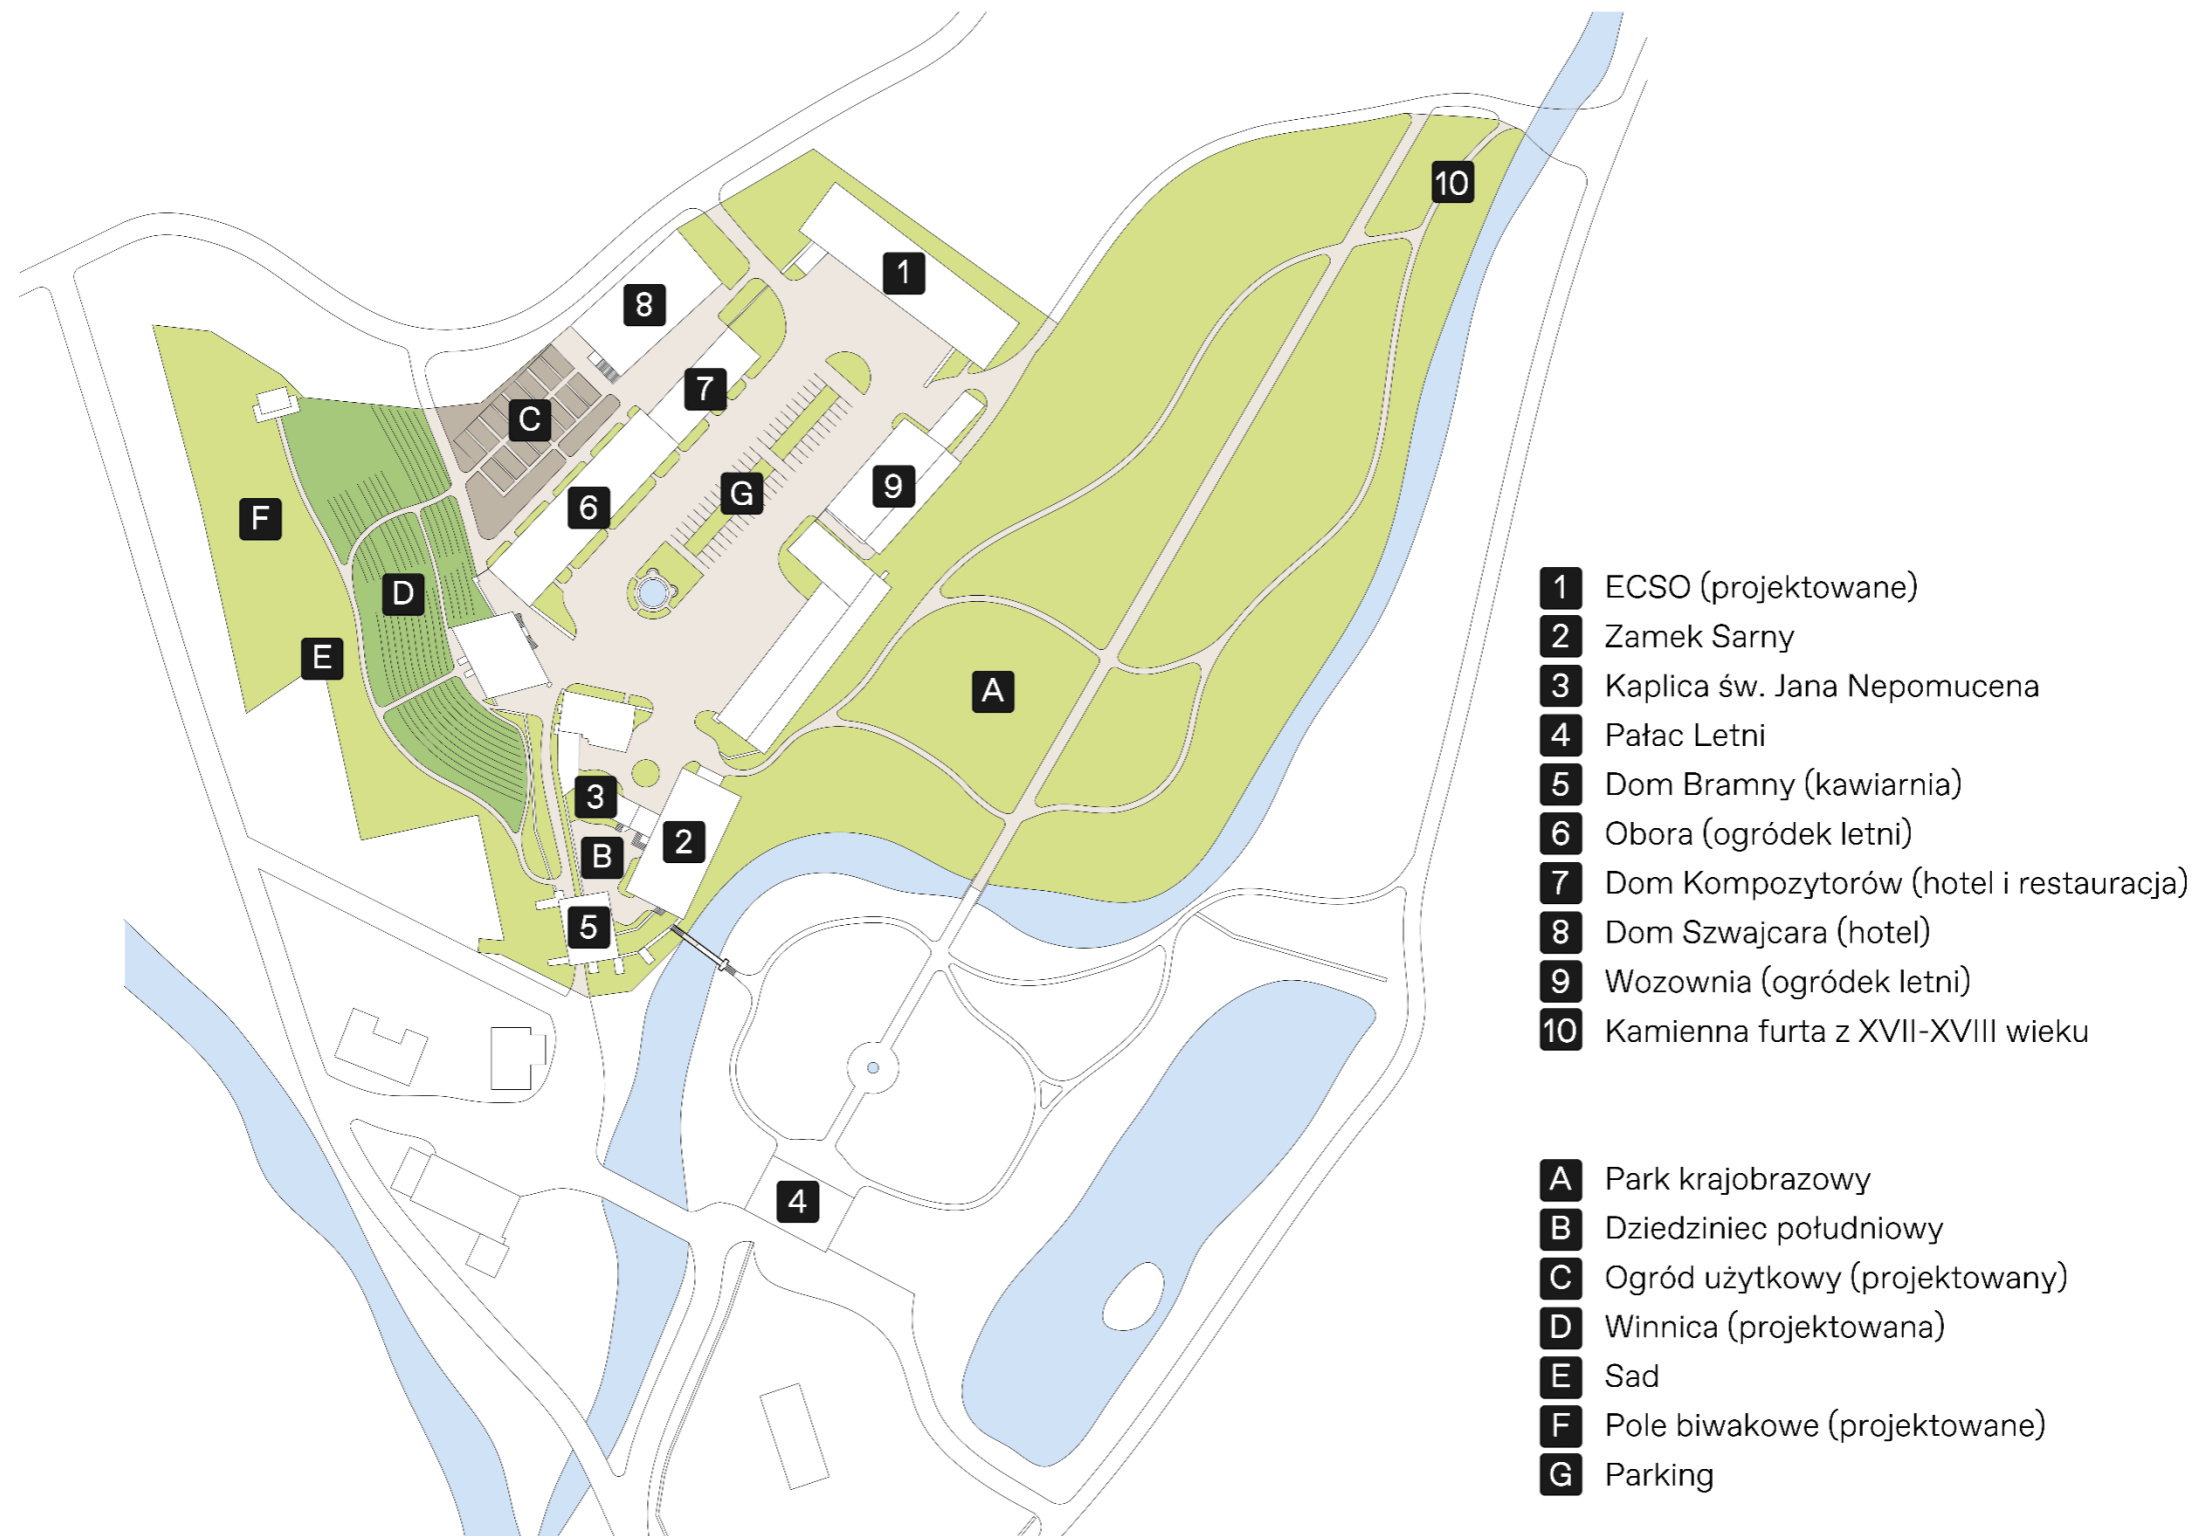 10
1
8
7
C
9
G
6
F
D
E
A
3
2
B
5
4
1 ECSO (projektowane)
2 Zamek Sarny
3 Kaplica św. Jana Nepomucena
4 Pałac Letni
5 Dom Bramny (kawiarnia)
6 Obora (ogródek letni)
7 Dom Kompozytorów (hotel i restauracja)
8 Dom Szwajcara (hotel)
9 Wozownia (ogródek letni)
10 Kamienna furta z XVII-XVIII wieku
A Park krajobrazowy
B Dziedziniec południowy
C Ogród użytkowy (projektowany)
D Winnica (projektowana)
E Sad
F Pole biwakowe (projektowane)
G Parking